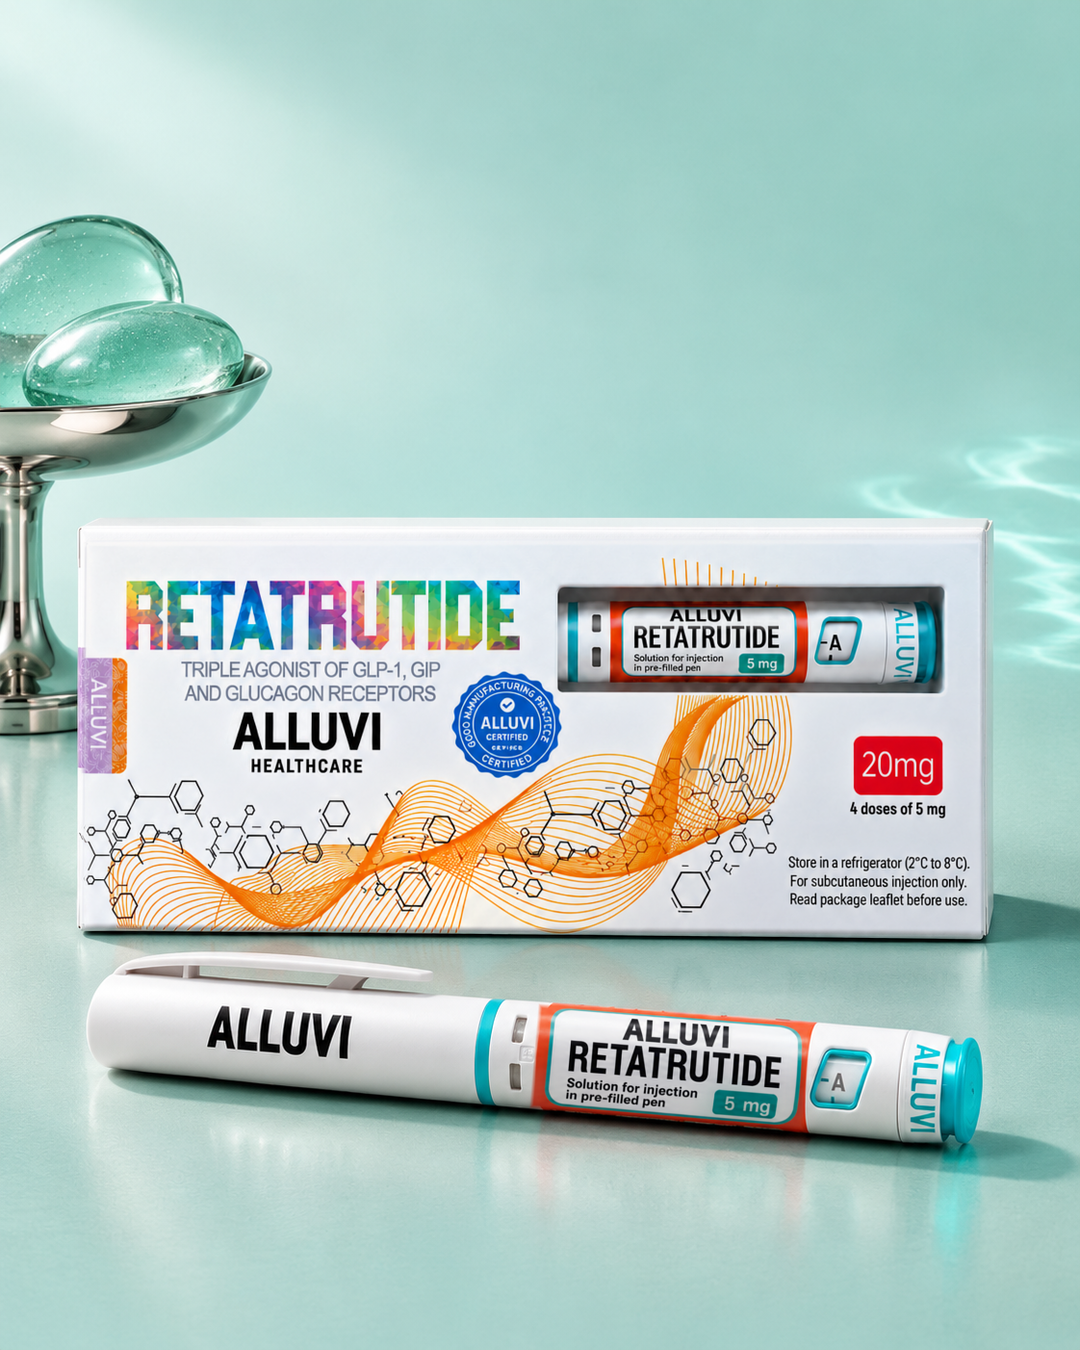 RETATRUTIDE
TRIPLE AGONIST OF GLP-1, GIP
AND GLUCAGON RECEPTORS
ALLUVI
HEALTHCARE
ALLUVI
GOOD MANUFACTURING PRACTICE
ALLUVI
CERTIFIED
CERTIFIED
ALLUVI
RETATRUTIDE
Solution for injection
in pre-filled pen
5 mg
A
ALLUVI
20mg
4 doses of 5 mg
Store in a refrigerator (2°C to 8°C).
For subcutaneous injection only.
Read package leaflet before use.
ALLUVI
ALLUVI
RETATRUTIDE
Solution for injection
in pre-filled pen
5 mg
-A
ALLUVI